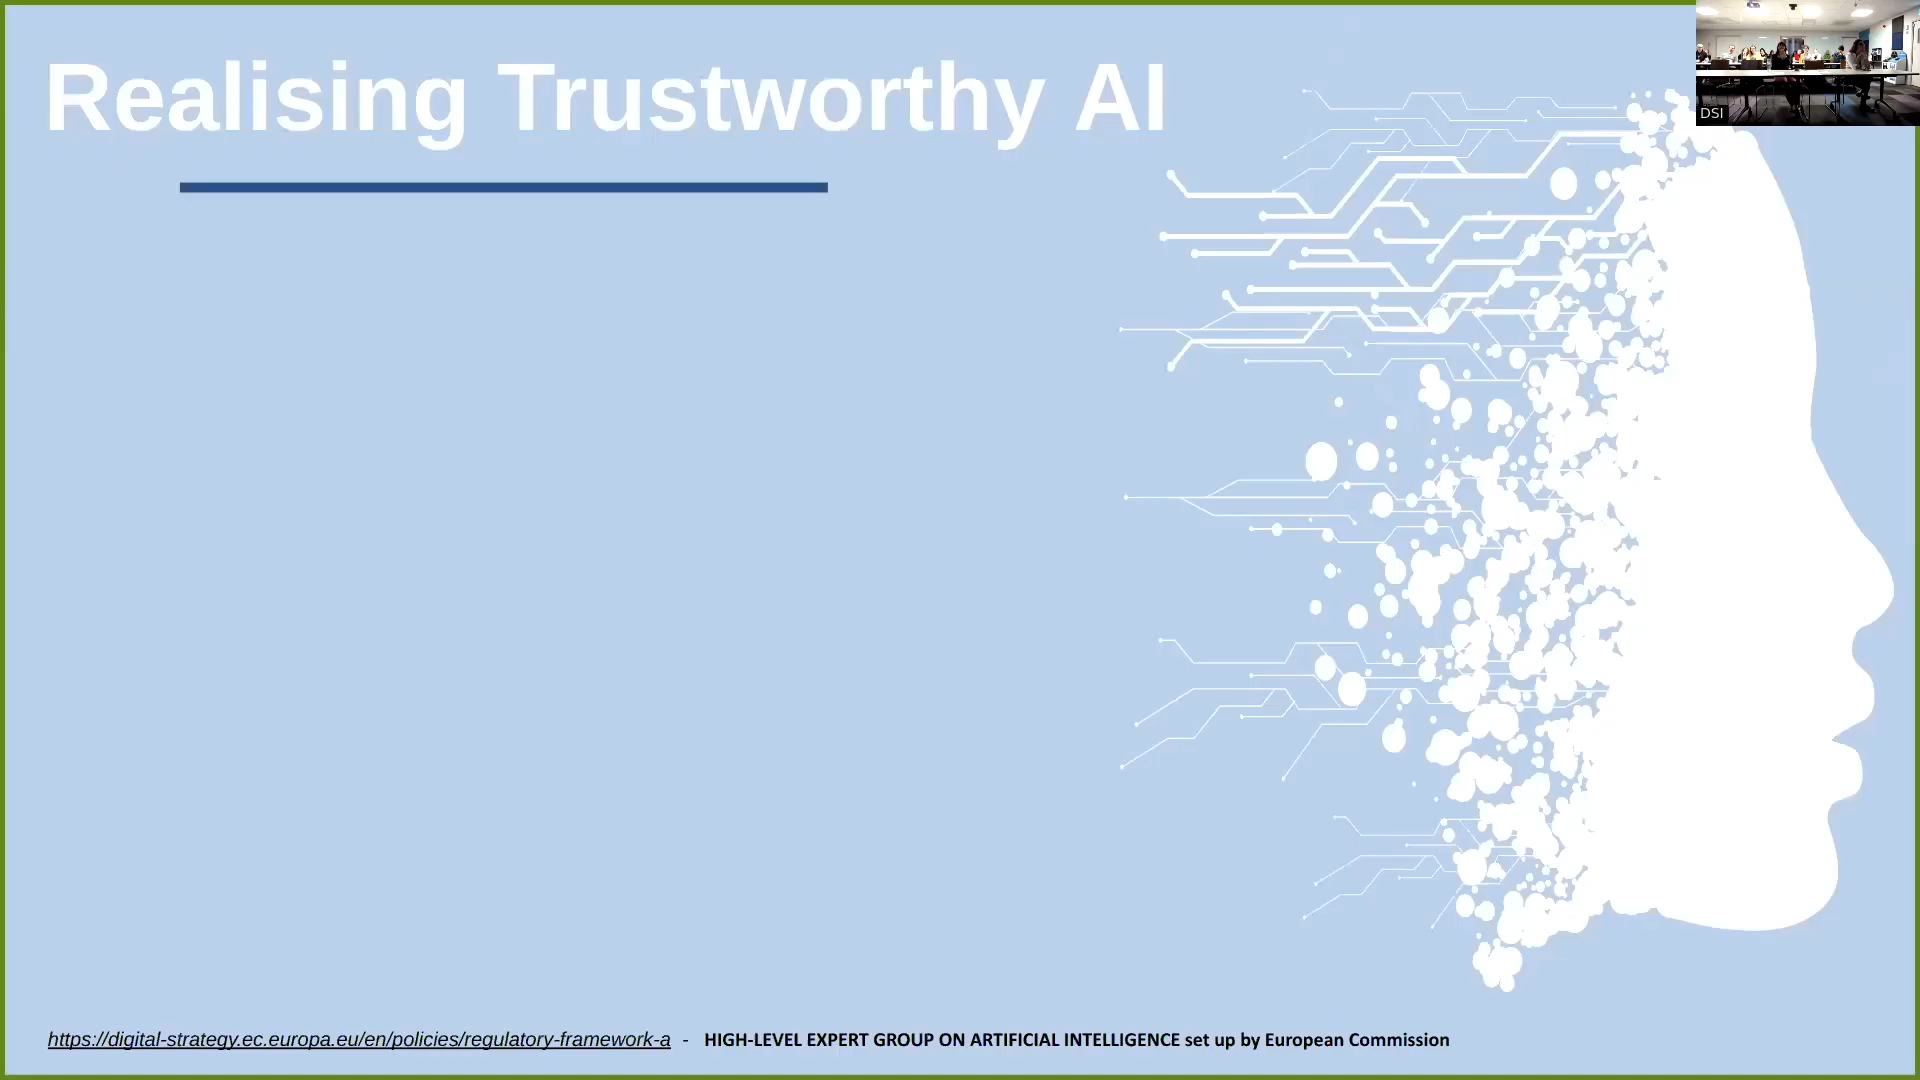 Realising Trustworthy AI
DSI
https://digital-strategy.ec.europa.eu/en/policies/regulatory-framework-a - HIGH-LEVEL EXPERT GROUP ON ARTIFICIAL INTELLIGENCE set up by European Commission